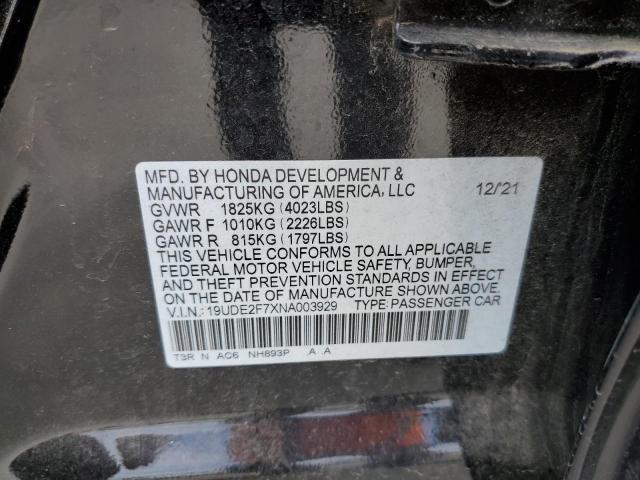 MFD. BY HONDA DEVELOPMENT &
MANUFACTURING OF AMERICA, LLC 12/'21
GVWR 1825KG (4023LBS)
GAWR F 1010KG (2226LBS)
GAWR R 815KG (1797LBS)
THIS VEHICLE CONFORMS TO ALL APPLICABLE
FEDERAL MOTOR VEHICLE SAFETY, BUMPER,
AND THEFT PREVENTION STANDARDS IN EFFECT
ON THE DATE OF MANUFACTURE SHOWN ABOVE.
V.I.N.: 19UDE2F7XNA003929 TYPE:PASSENGER CAR
T3R N AC6 NH893P .A .A